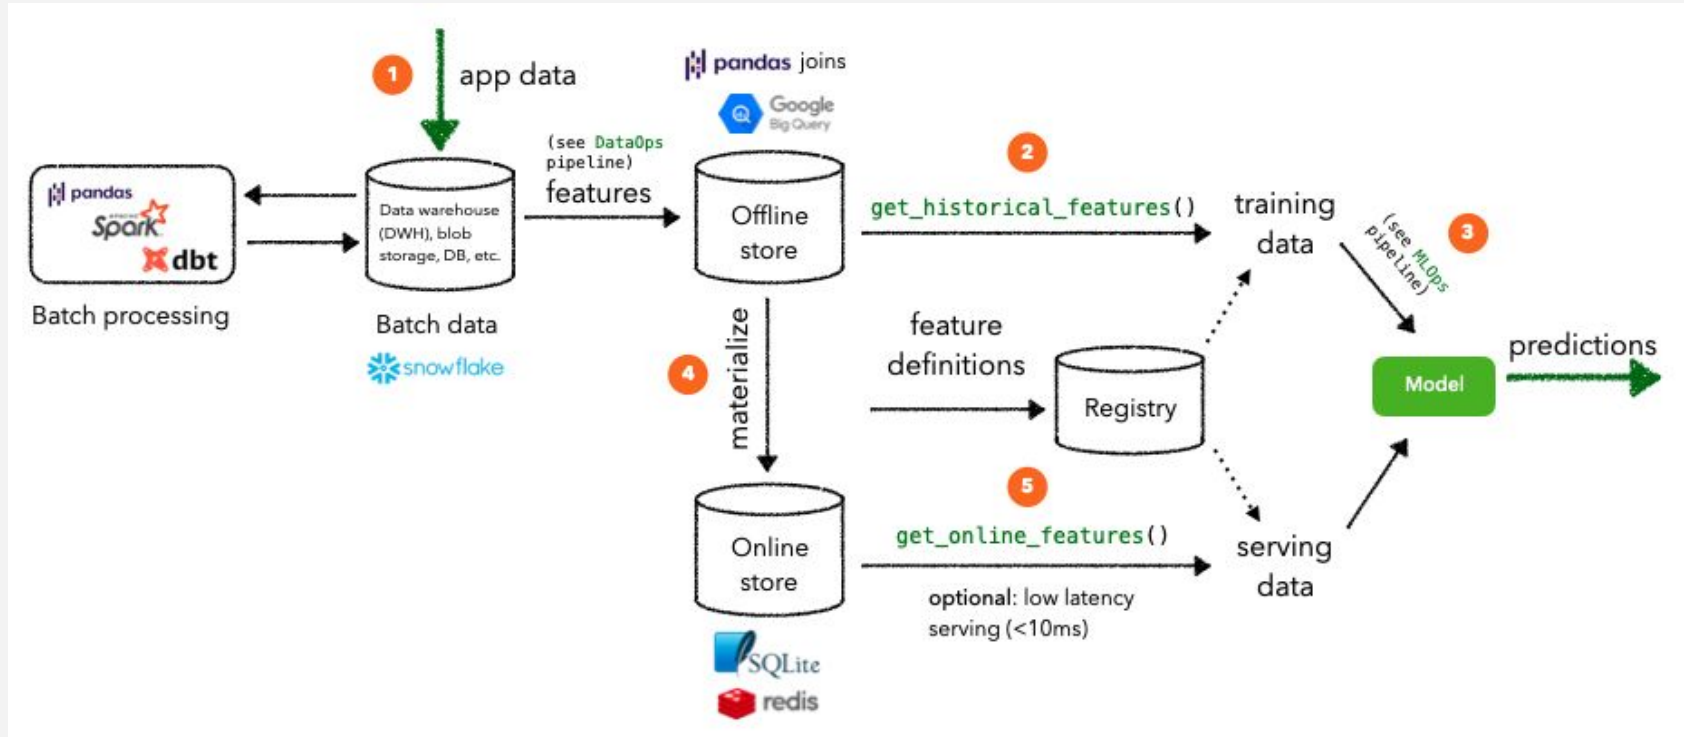 1
app data
pandas joins
Google
Big Query
(see DataOps
pipeline)
features
pandas
APACHE
Spark
dbt
Batch processing
Data warehouse
(DWH), blob
storage, DB, etc.
Batch data
snowflake
Offline
store
2
get_historical_features()
training
data
(see MLOps
pipeline)
3
4
materialize
feature
definitions
Registry
Model
predictions
Online
store
5
get_online_features()
optional: low latency
serving (<10ms)
serving
data
SQLite
redis